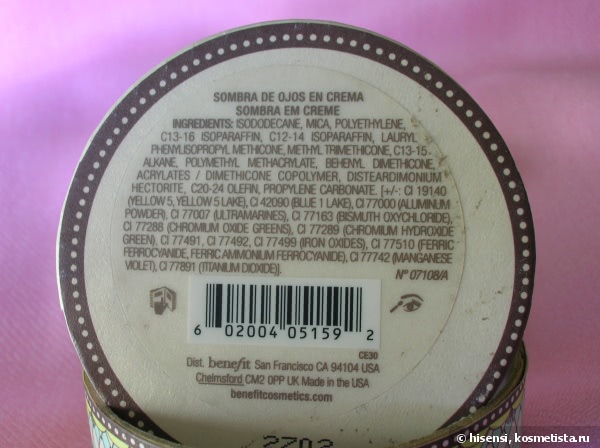 SOMBRA DE OJOS EN CREMA
SOMBRA EM CREME
INGREDIENTS: ISODODECANE, MICA, POLYETHYLENE,
C13-16 ISOPARAFFIN, C12-14 ISOPARAFFIN, LAURYL
PHENYLISOPROPYL METHICONE, METHYL TRIMETHICONE, C13-15
ALKANE, POLYMETHYL METHACRYLATE, BEHENYL DIMETHICONE,
ACRYLATES / DIMETHICONE COPOLYMER, DISTEARDIMONIUM
HECTORITE, C20-24 OLEFIN, PROPYLENE CARBONATE. [+/-: CI 19140
(YELLOW 5, YELLOW 5 LAKE), CI 42090 (BLUE 1 LAKE), CI 77000 (ALUMINUM
POWDER), CI 77007 (ULTRAMARINES), CI 77163 (BISMUTH OXYCHLORIDE),
CI 77288 (CHROMIUM OXIDE GREENS), CI 77289 (CHROMIUM HYDROXIDE
GREEN), CI 77491, CI 77492, CI 77499 (IRON OXIDES), CI 77510 (FERRIC
FERROCYANIDE, FERRIC AMMONIUM FERROCYANIDE), CI 77742 (MANGANESE
VIOLET), CI 77891 (TITANIUM DIOXIDE)].
N° 07108/A
6 02004 05159 2
CE30
Dist. benefit San Francisco CA 94104 USA
Chelmsford CM2 0PP UK Made in the USA
benefitcosmetics.com
2702
© hisensi, kosmetista.ru